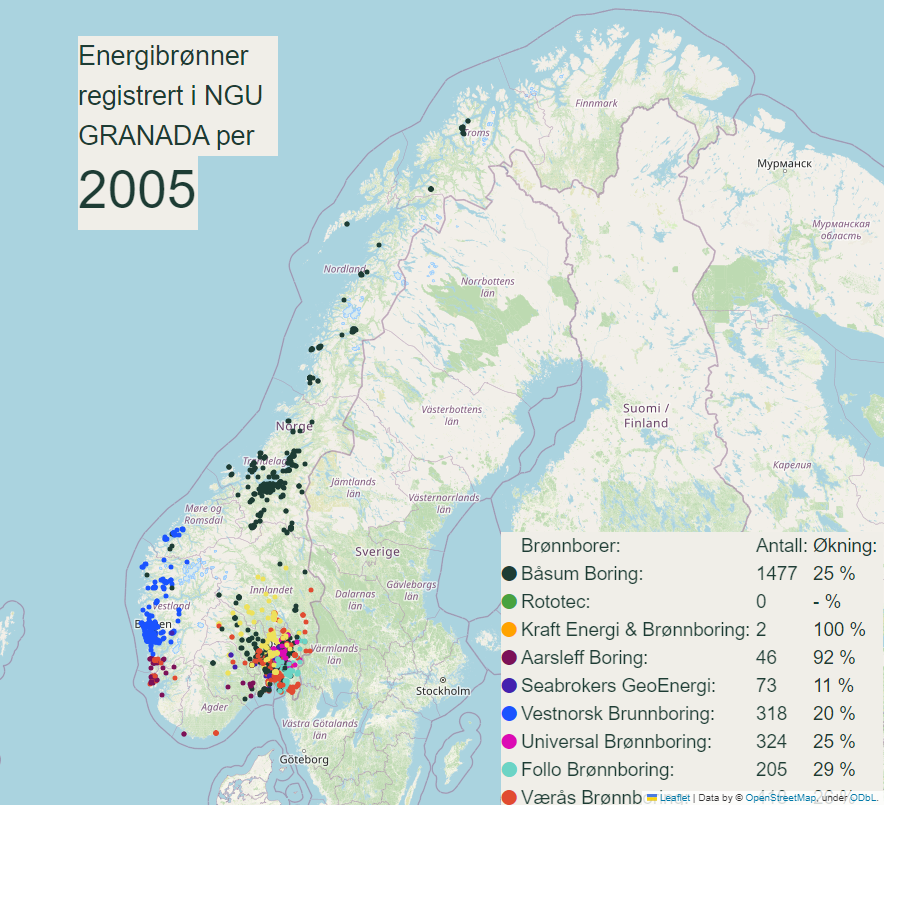 Energibrønner
registrert i NGU
GRANADA per
2005
Finnmark
Troms
Мурманск
Мурманская
область
Nordland
Norrbottens
län
Västerbottens
län
Suomi /
Finland
Norge
Trøndelag
Карелия
Jämtlands
län
Västernorrlands
län
Møre og
Romsdal
Sverige
Gävleborgs
län
Innlandet
Dalarnas
län
Vestland
Bergen
Värmlands
län
Stockholm
Agder
Västra Götalands
län
Göteborg
Brønnborer: Antall: Økning:
Båsum Boring: 1477 25 %
Rototec: 0 - %
Kraft Energi & Brønnboring: 2 100 %
Aarsleff Boring: 46 92 %
Seabrokers GeoEnergi: 73 11 %
Vestnorsk Brunnboring: 318 20 %
Universal Brønnboring: 324 25 %
Follo Brønnboring: 205 29 %
Værås Brønnb
Leaflet | Data by © OpenStreetMap, under ODbL.